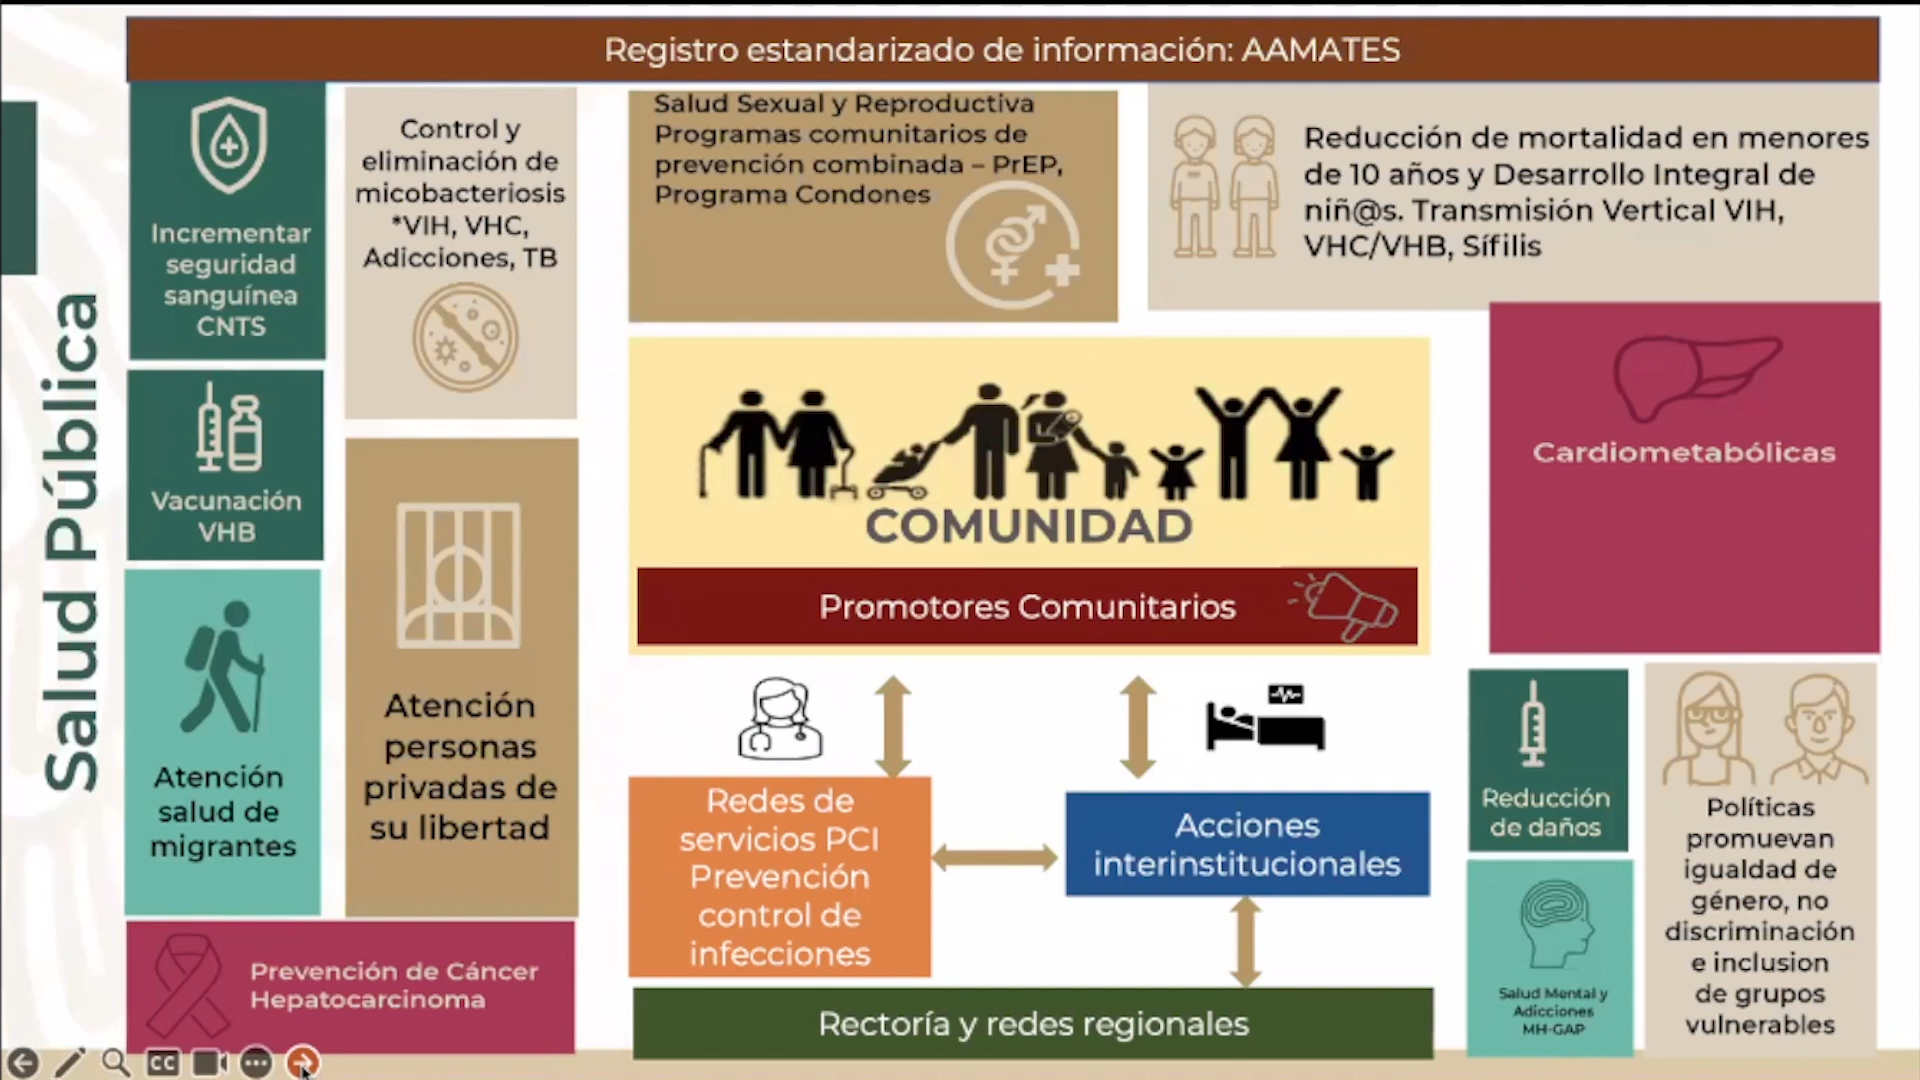 Registro estandarizado de información: AAMATES
Salud Pública
Incrementar
seguridad
sanguínea
CNTS
Control y
eliminación de
micobacteriosis
*VIH, VHC,
Adicciones, TB
Salud Sexual y Reproductiva
Programas comunitarios de
prevención combinada – PrEP,
Programa Condones
Reducción de mortalidad en menores
de 10 años y Desarrollo Integral de
niñ@s. Transmisión Vertical VIH,
VHC/VHB, Sífilis
Vacunación
VHB
Atención
personas
privadas de
su libertad
COMUNIDAD
Promotores Comunitarios
Cardiometabólicas
Atención
salud de
migrantes
Redes de
servicios PCI
Prevención
control de
infecciones
Acciones
interinstitucionales
Reducción
de daños
Políticas
promuevan
igualdad de
género, no
discriminación
e inclusion
de grupos
vulnerables
Salud Mental y
Adicciones
MH-GAP
Prevención de Cáncer
Hepatocarcinoma
Rectoría y redes regionales
CC